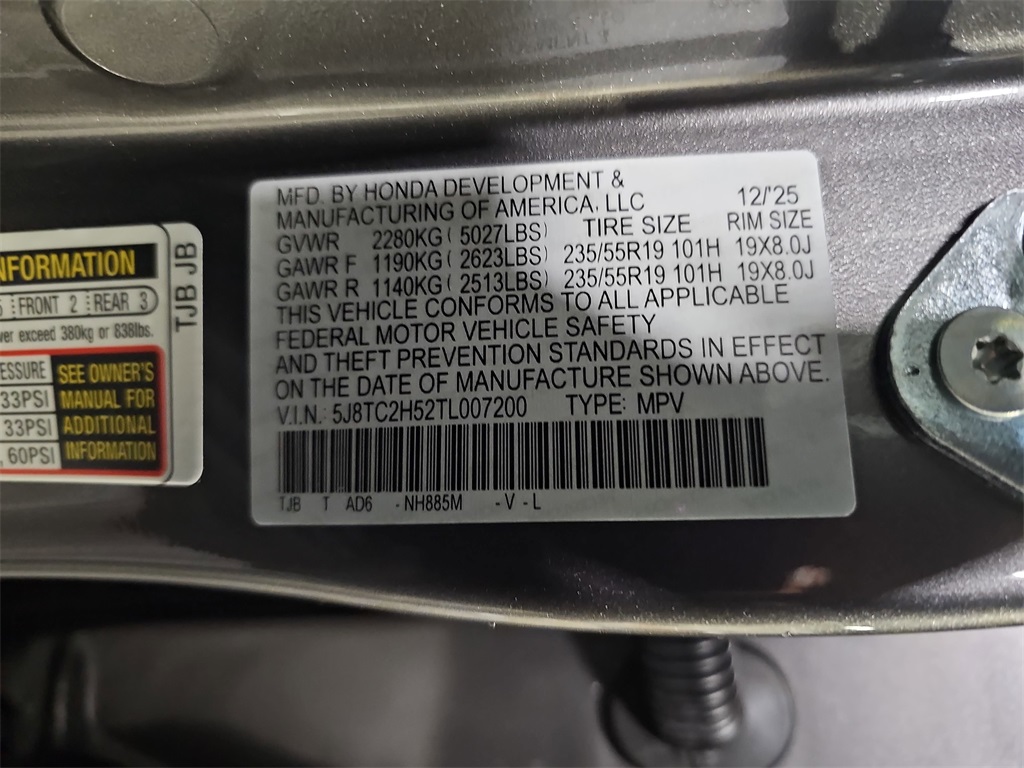 MFD. BY HONDA DEVELOPMENT &
MANUFACTURING OF AMERICA, LLC 12/'25
GVWR 2280KG ( 5027LBS) TIRE SIZE RIM SIZE
GAWR F 1190KG ( 2623LBS) 235/55R19 101H 19X8.0J
GAWR R 1140KG ( 2513LBS) 235/55R19 101H 19X8.0J
THIS VEHICLE CONFORMS TO ALL APPLICABLE
FEDERAL MOTOR VEHICLE SAFETY
AND THEFT PREVENTION STANDARDS IN EFFECT
ON THE DATE OF MANUFACTURE SHOWN ABOVE.
V.I.N.: 5J8TC2H52TL007200 TYPE: MPV
TJB T AD6 - NH885M - V - L
NFORMATION
FRONT 2 REAR 3
exceed 380kg or 838lbs.
ESSURE
33PSI
33PSI
60PSI
SEE OWNER'S
MANUAL FOR
ADDITIONAL
INFORMATION
TJB JB